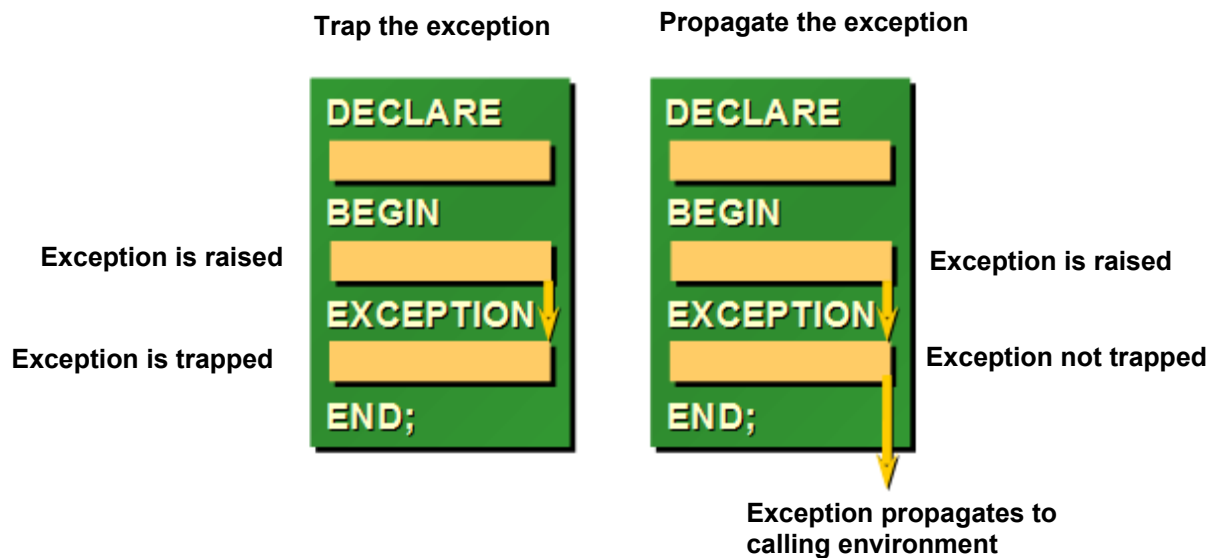 Trap the exception
Propagate the exception
DECLARE
BEGIN
Exception is raised
EXCEPTION
Exception is trapped
END;
DECLARE
BEGIN
Exception is raised
EXCEPTION
Exception not trapped
END;
Exception propagates to
calling environment